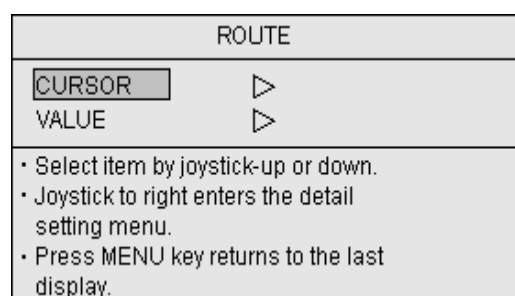 ROUTE
CURSOR ▷
VALUE ▷
· Select item by joystick-up or down.
· Joystick to right enters the detail
setting menu.
· Press MENU key returns to the last
display.